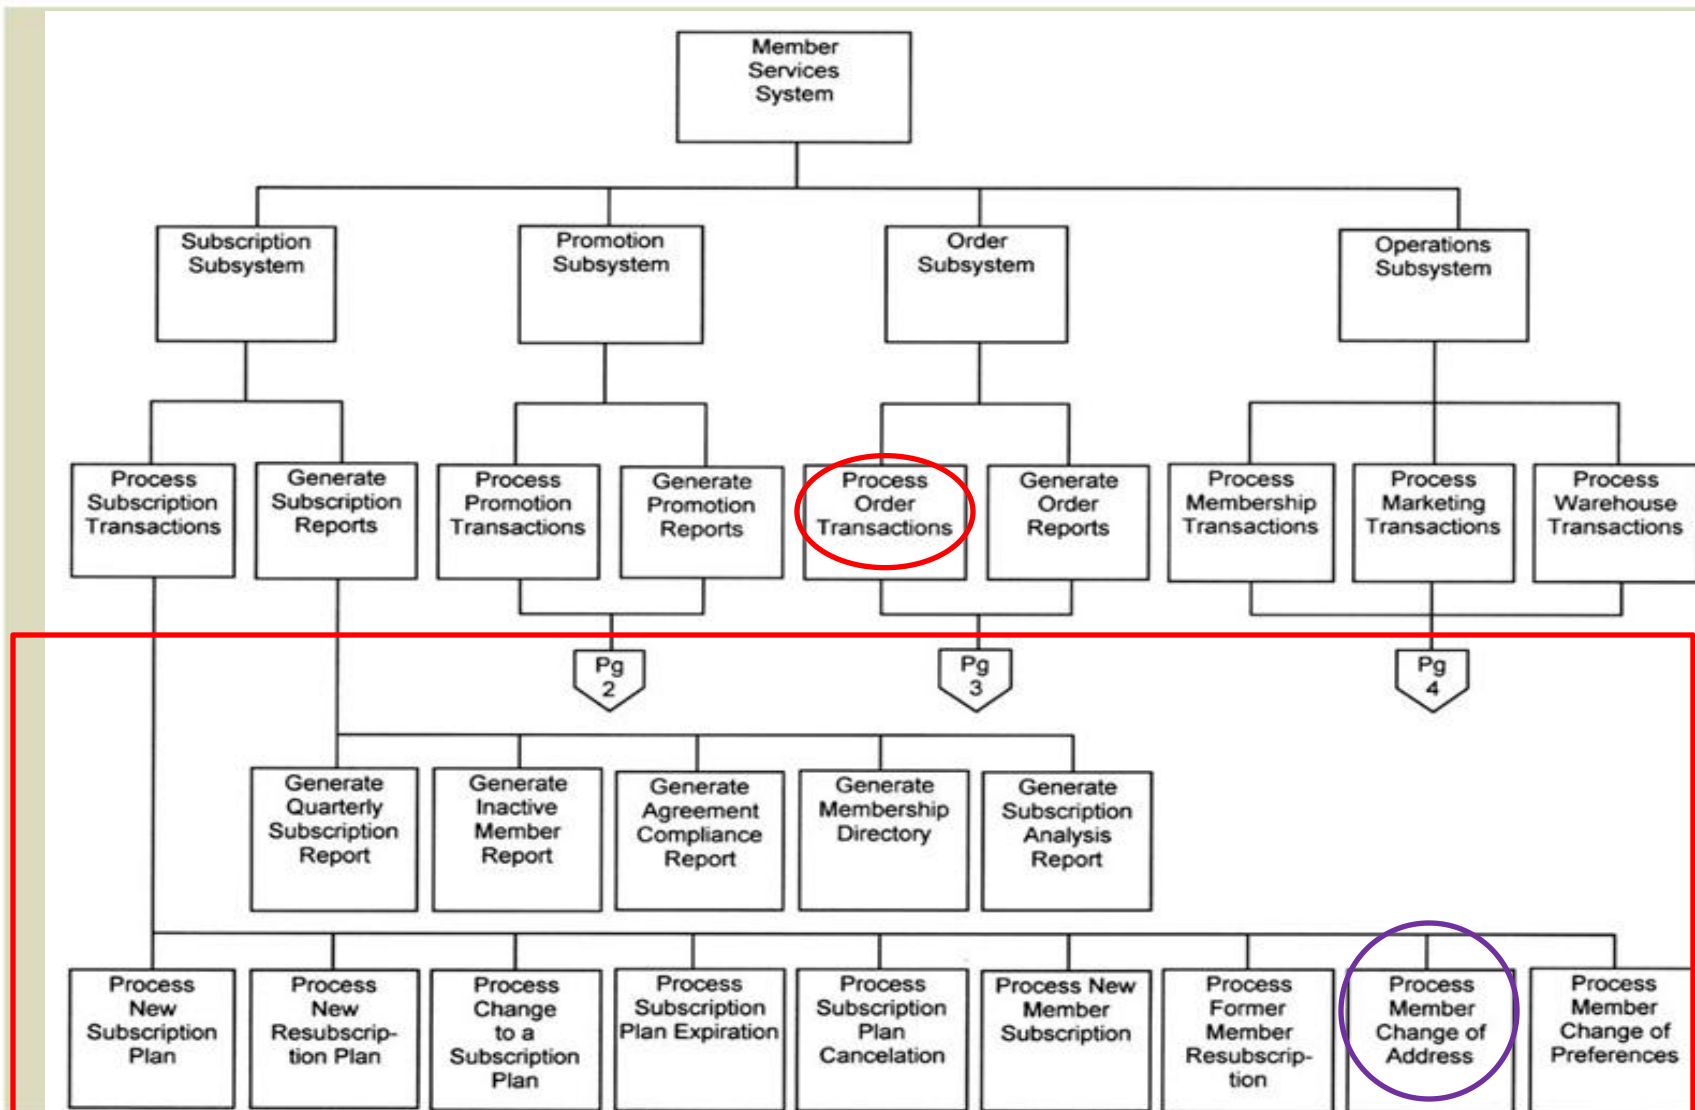 Member
Services
System
Subscription
Subsystem
Promotion
Subsystem
Order
Subsystem
Operations
Subsystem
Process
Subscription
Transactions
Generate
Subscription
Reports
Process
Promotion
Transactions
Generate
Promotion
Reports
Process
Order
Transactions
Generate
Order
Reports
Process
Membership
Transactions
Process
Marketing
Transactions
Process
Warehouse
Transactions
Pg
2
Pg
3
Pg
4
Generate
Quarterly
Subscription
Report
Generate
Inactive
Member
Report
Generate
Agreement
Compliance
Report
Generate
Membership
Directory
Generate
Subscription
Analysis
Report
Process
New
Subscription
Plan
Process
New
Resubscrip-
tion Plan
Process
Change
to a
Subscription
Plan
Process
Subscription
Plan Expiration
Process
Subscription
Plan
Cancelation
Process New
Member
Subscription
Process
Former
Member
Resubscrip-
tion
Process
Member
Change of
Address
Process
Member
Change of
Preferences